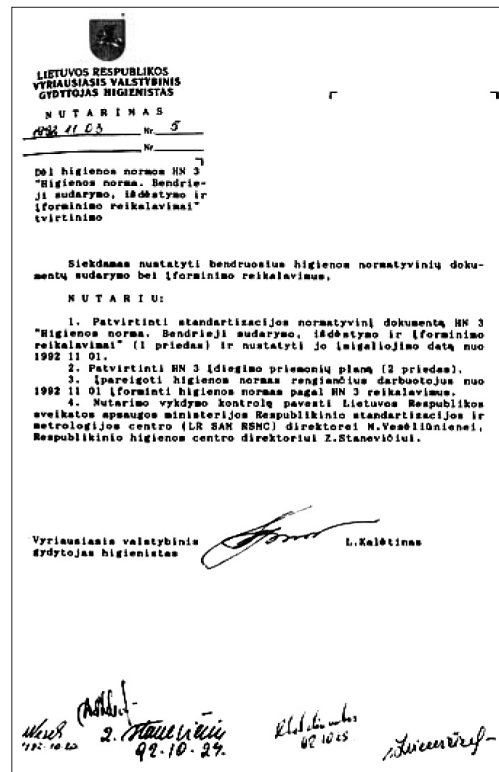 LIETUVOS RESPUBLIKOS
VYRIAUSIASIS VALSTYBINIS
GYDYTOJAS HIGIENISTAS
N U T A R I M A S
1992 11 03 Nr. 5
Nr.
Dėl higienos normos HN 3
"Higienos norma. Bendrie-
ji sudarymo, išdėstymo ir
įforminimo reikalavimai"
tvirtinimo
Siekdamas nustatyti bendruosius higienos normatyvinių doku-
mentų sudarymo bei įforminimo reikalavimus,
N U T A R I U:
1. Patvirtinti standartizacijos normatyvinį dokumentą HN 3
"Higienos norma. Bendrieji sudarymo, išdėstymo ir įforminimo
reikalavimai" (1 priedas) ir nustatyti jo įsigaliojimo datą nuo
1992 11 01.
2. Patvirtinti HN 3 įdiegimo priemonių planą (2 priedas).
3. Įpareigoti higienos normas rengiančius darbuotojus nuo
1992 11 01 įforminti higienos normas pagal HN 3 reikalavimus.
4. Nutarimo vykdymo kontrolę pavesti Lietuvos Respublikos
sveikatos apsaugos ministerijos Respublikinio standartizacijos ir
metrologijos centro (LR SAM RSMC) direktorei M.Veseliūnienei,
Respublikinio higienos centro direktoriui Z.Stanevičiui.
Vyriausiasis valstybinis
gydytojas higienistas L.Kalėtinas
92.10.29.